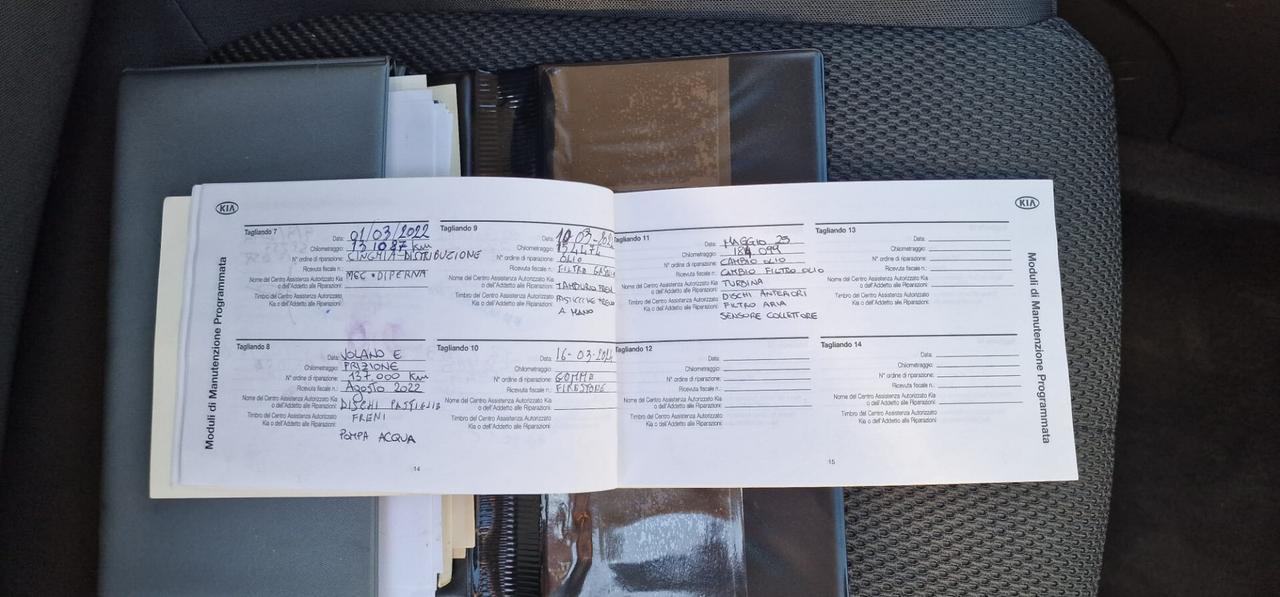 KIA
Moduli di Manutenzione Programmata
Tagliando 7
Data: 01/03/2022
Chilometraggio: 131087 Km
N° ordine di riparazione: CINGHIA DISTRIBUZIONE
Ricevuta fiscale n.:
Nome del Centro Assistenza Autorizzato Kia
o dell'Addetto alle Riparazioni:
Timbro del Centro Assistenza Autorizzato
Kia o dell'Addetto alle Riparazioni:
Tagliando 8
Data: VOLANO E
Chilometraggio: FRIZIONE
N° ordine di riparazione: 137000 Km
Ricevuta fiscale n.: AGOSTO 2022
Nome del Centro Assistenza Autorizzato Kia
o dell'Addetto alle Riparazioni: DISCHI PASTIGLIE
Timbro del Centro Assistenza Autorizzato FRENI
Kia o dell'Addetto alle Riparazioni:
POMPA ACQUA
Tagliando 9
Data:
Chilometraggio:
N° ordine di riparazione: OLIO
Ricevuta fiscale n.: FILTRO
Nome del Centro Assistenza Autorizzato Kia
o dell'Addetto alle Riparazioni: TAMBURO
Timbro del Centro Assistenza Autorizzato
Kia o dell'Addetto alle Riparazioni: PASTICCHE FRENO
A MANO
Tagliando 10
Data: 16-03-
Chilometraggio:
N° ordine di riparazione: GOMMA
Ricevuta fiscale n.: FIRESTONE
Nome del Centro Assistenza Autorizzato Kia
o dell'Addetto alle Riparazioni:
Timbro del Centro Assistenza Autorizzato
Kia o dell'Addetto alle Riparazioni:
14
Tagliando 11
Data: MAGGIO 23
Chilometraggio:
N° ordine di riparazione: CAMBIO OLIO
Ricevuta fiscale n.: CAMBIO FILTRO OLIO
Nome del Centro Assistenza Autorizzato Kia TURBINA
o dell'Addetto alle Riparazioni:
Timbro del Centro Assistenza Autorizzato DISCHI ANTERIORI
Kia o dell'Addetto alle Riparazioni: FILTRO ARIA
SENSORE COLLETTORE
Tagliando 12
Data:
Chilometraggio:
N° ordine di riparazione:
Ricevuta fiscale n.:
Nome del Centro Assistenza Autorizzato Kia
o dell'Addetto alle Riparazioni:
Timbro del Centro Assistenza Autorizzato
Kia o dell'Addetto alle Riparazioni:
Tagliando 13
Data:
Chilometraggio:
N° ordine di riparazione:
Ricevuta fiscale n.:
Nome del Centro Assistenza Autorizzato Kia
o dell'Addetto alle Riparazioni:
Timbro del Centro Assistenza Autorizzato
Kia o dell'Addetto alle Riparazioni:
Tagliando 14
Data:
Chilometraggio:
N° ordine di riparazione:
Ricevuta fiscale n.:
Nome del Centro Assistenza Autorizzato Kia
o dell'Addetto alle Riparazioni:
Timbro del Centro Assistenza Autorizzato
Kia o dell'Addetto alle Riparazioni:
15
KIA
Moduli di Manutenzione Programmata